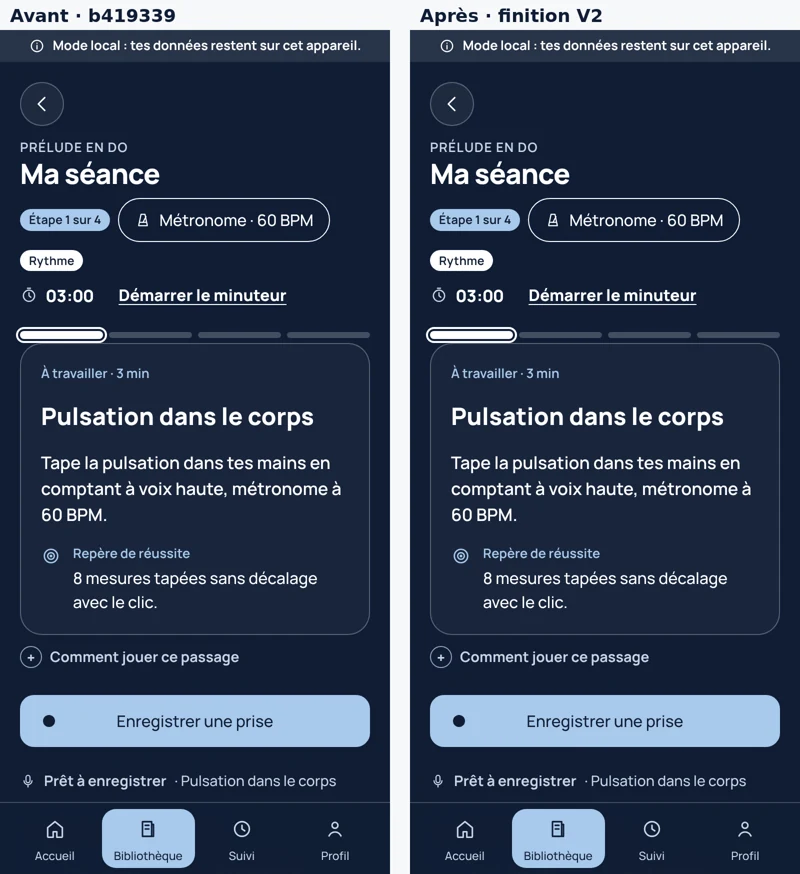 Avant · b419339
Mode local : tes données restent sur cet appareil.
PRÉLUDE EN DO
Ma séance
Étape 1 sur 4
Métronome · 60 BPM
Rythme
03:00 Démarrer le minuteur
À travailler · 3 min
Pulsation dans le corps
Tape la pulsation dans tes mains en
comptant à voix haute, métronome à
60 BPM.
Repère de réussite
8 mesures tapées sans décalage
avec le clic.
Comment jouer ce passage
Enregistrer une prise
Prêt à enregistrer · Pulsation dans le corps
Accueil Bibliothèque Suivi Profil
Après · finition V2
Mode local : tes données restent sur cet appareil.
PRÉLUDE EN DO
Ma séance
Étape 1 sur 4
Métronome · 60 BPM
Rythme
03:00 Démarrer le minuteur
À travailler · 3 min
Pulsation dans le corps
Tape la pulsation dans tes mains en
comptant à voix haute, métronome à
60 BPM.
Repère de réussite
8 mesures tapées sans décalage
avec le clic.
Comment jouer ce passage
Enregistrer une prise
Prêt à enregistrer · Pulsation dans le corps
Accueil Bibliothèque Suivi Profil